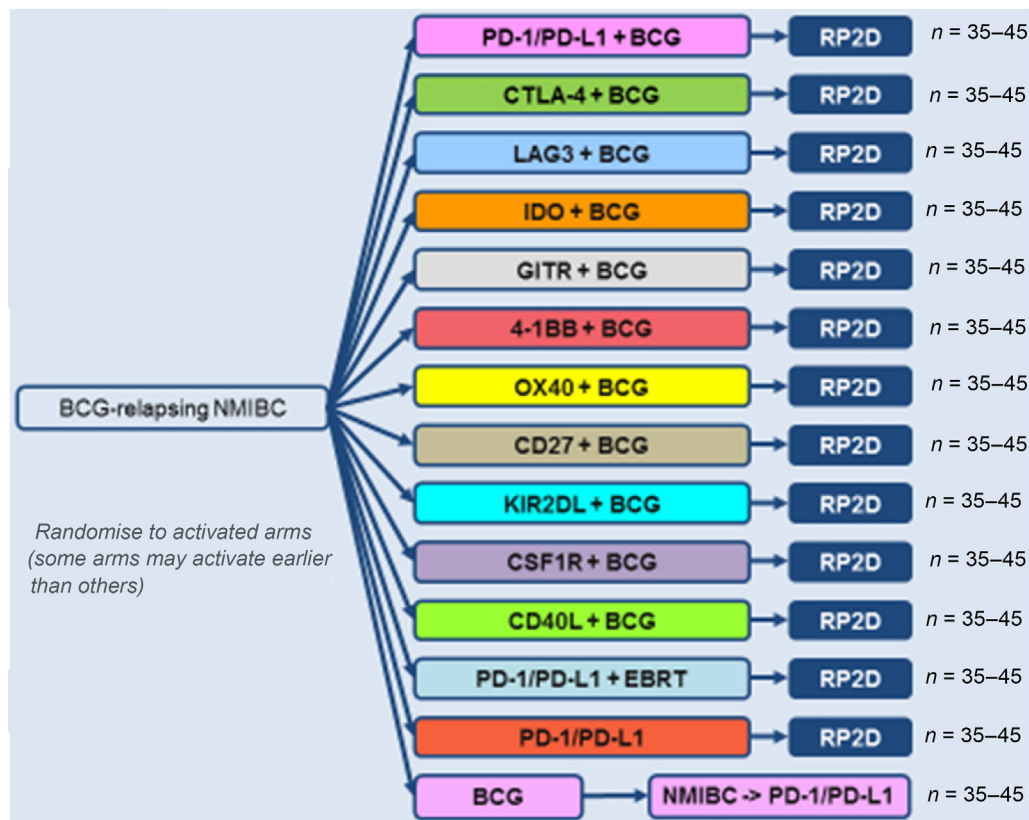 PD-1/PD-L1 + BCG RP2D n = 35–45
CTLA-4 + BCG RP2D n = 35–45
LAG3 + BCG RP2D n = 35–45
IDO + BCG RP2D n = 35–45
GITR + BCG RP2D n = 35–45
4-1BB + BCG RP2D n = 35–45
BCG-relapsing NMIBC
OX40 + BCG RP2D n = 35–45
CD27 + BCG RP2D n = 35–45
KIR2DL + BCG RP2D n = 35–45
Randomise to activated arms
(some arms may activate earlier
than others)
CSF1R + BCG RP2D n = 35–45
CD40L + BCG RP2D n = 35–45
PD-1/PD-L1 + EBRT RP2D n = 35–45
PD-1/PD-L1 RP2D n = 35–45
BCG NMIBC -> PD-1/PD-L1 n = 35–45